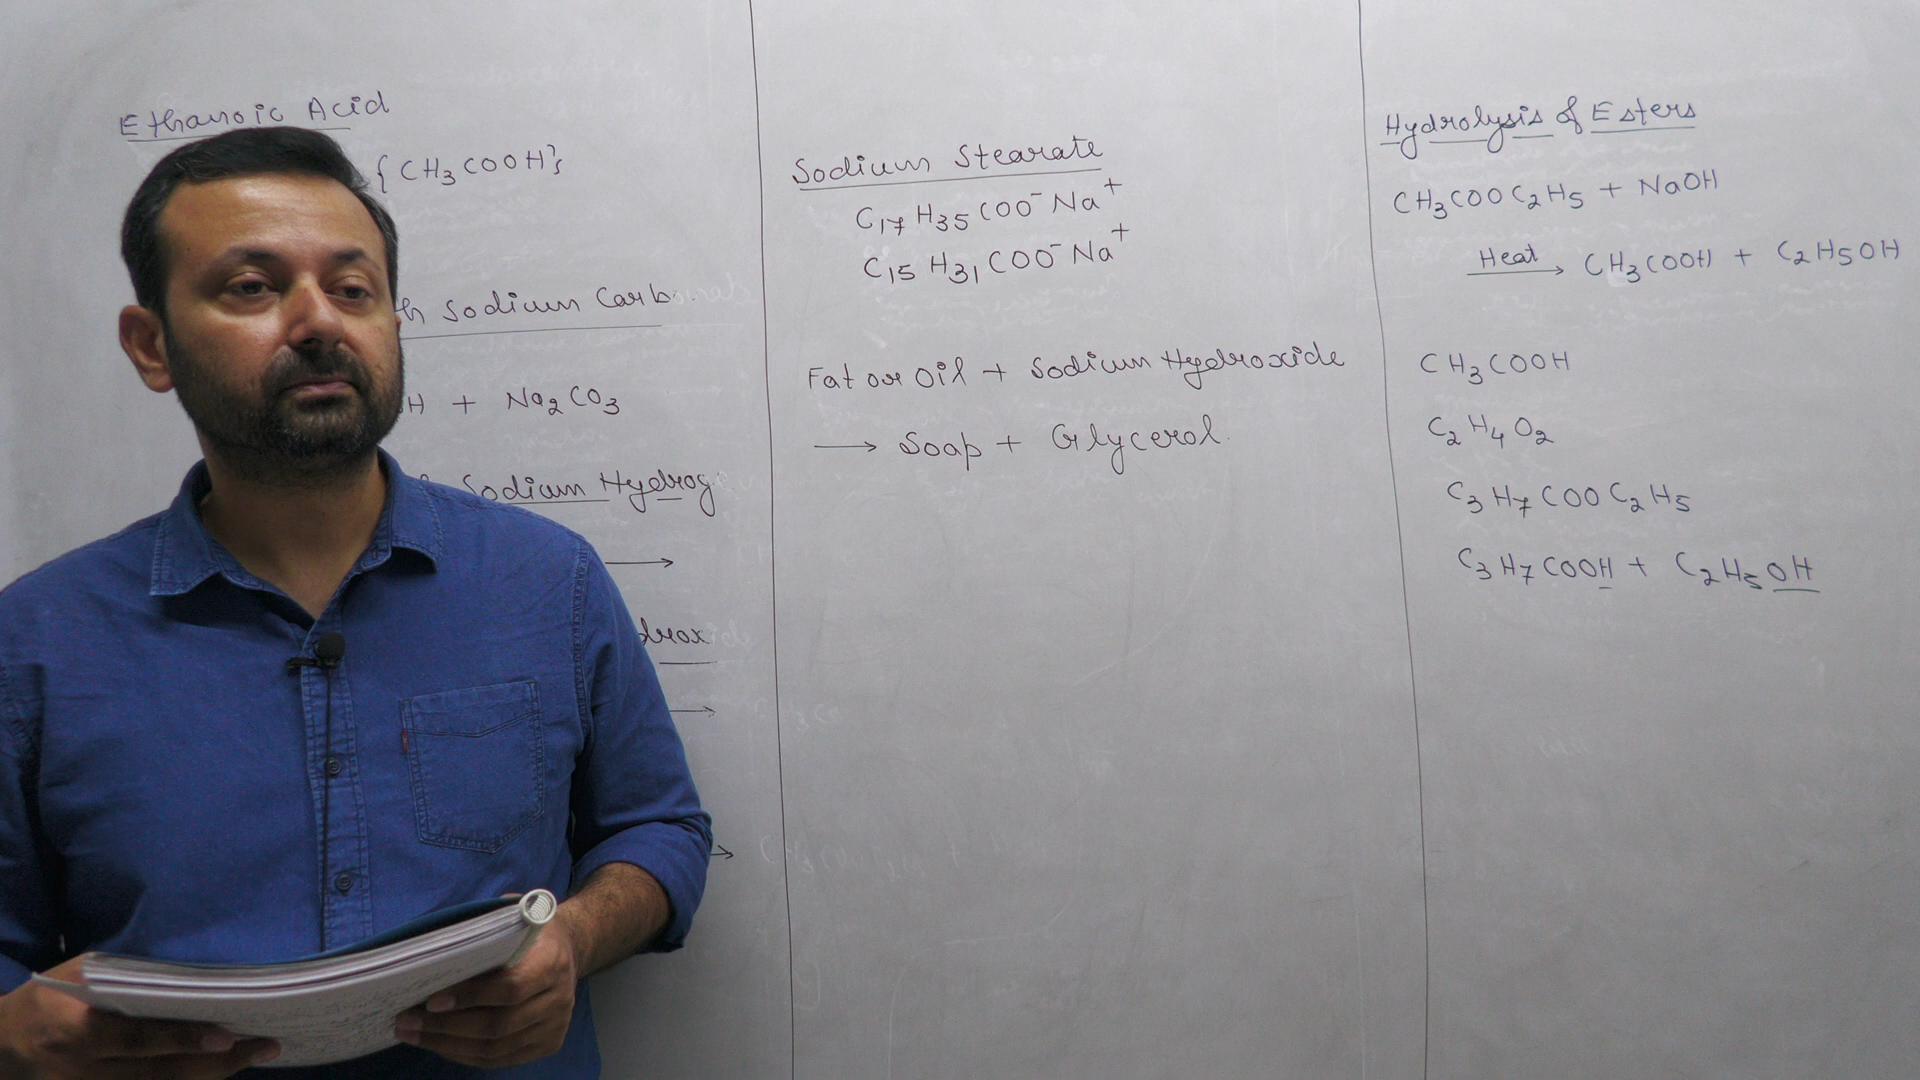 Ethanoic Acid
{CH₃COOH}
Sodium Carb
H + Na₂CO₃
Sodium Hydrog
→
→
→
Sodium Stearate
C₁₇H₃₅COO⁻Na⁺
C₁₅H₃₁COO⁻Na⁺
Fat or Oil + Sodium Hydroxide
→ Soap + Glycerol
Hydrolysis of Esters
CH₃COOC₂H₅ + NaOH
Heat
→ CH₃COOH + C₂H₅OH
CH₃COOH
C₂H₄O₂
C₃H₇COOC₂H₅
C₃H₇COOH + C₂H₅OH